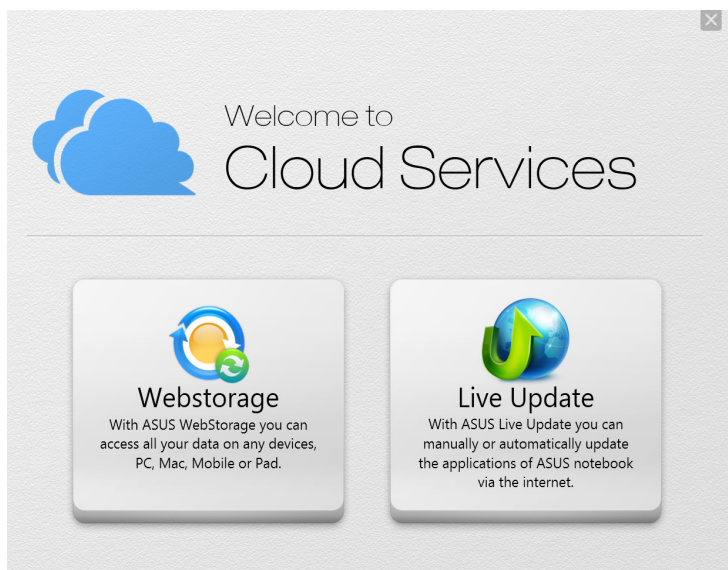 Welcome to
Cloud Services
Webstorage
With ASUS WebStorage you can
access all your data on any devices,
PC, Mac, Mobile or Pad.
Live Update
With ASUS Live Update you can
manually or automatically update
the applications of ASUS notebook
via the internet.